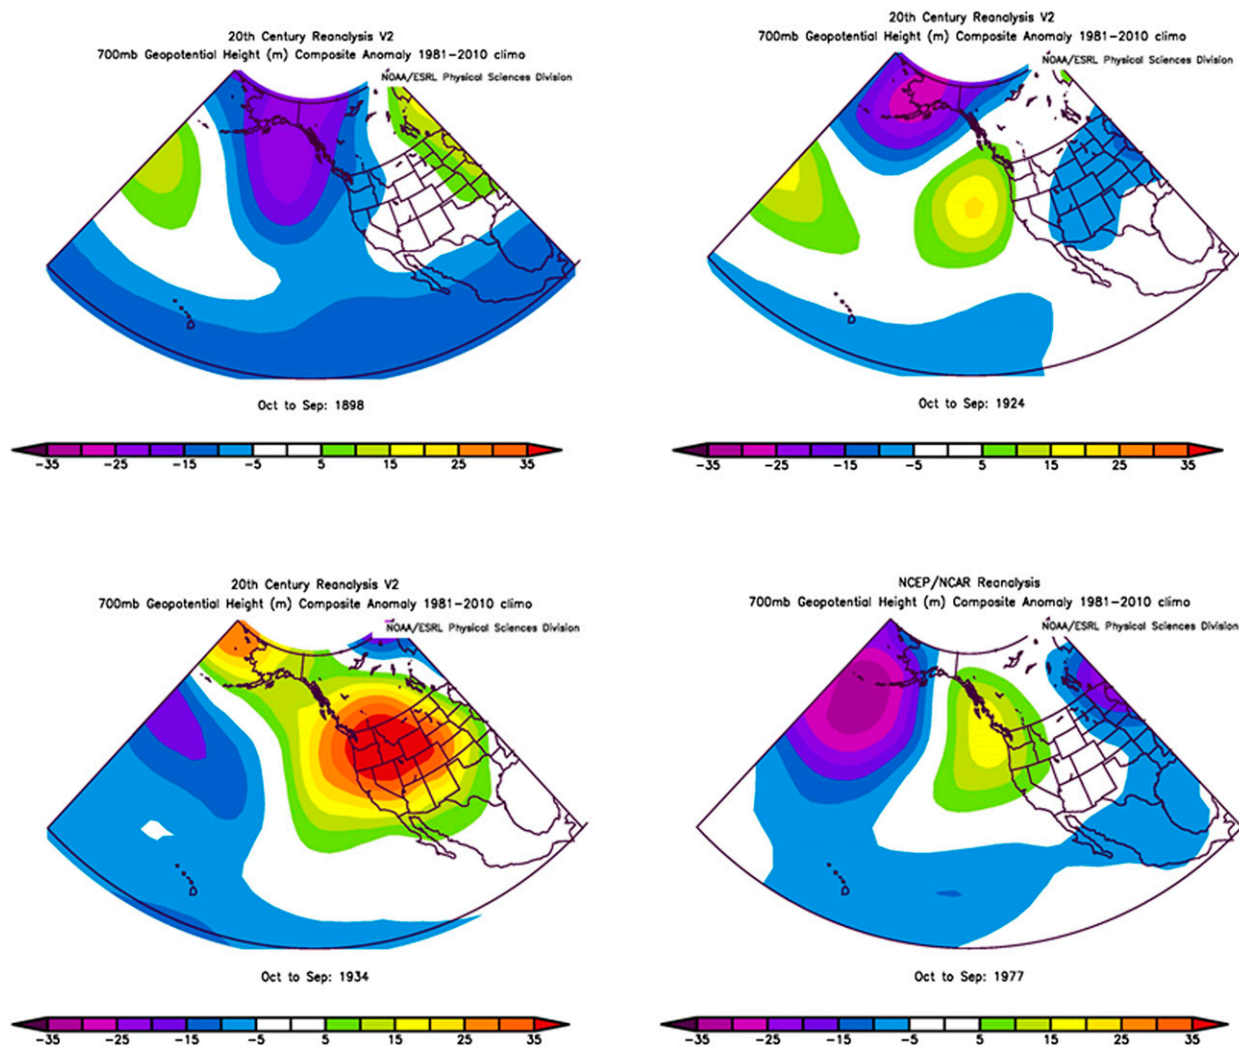 20th Century Reanalysis V2
700mb Geopotential Height (m) Composite Anomaly 1981-2010 climo
NOAA/ESRL Physical Sciences Division
Oct to Sep: 1898
-35 -25 -15 -5 5 15 25 35
20th Century Reanalysis V2
700mb Geopotential Height (m) Composite Anomaly 1981-2010 climo
NOAA/ESRL Physical Sciences Division
Oct to Sep: 1924
-35 -25 -15 -5 5 15 25 35
20th Century Reanalysis V2
700mb Geopotential Height (m) Composite Anomaly 1981-2010 climo
NOAA/ESRL Physical Sciences Division
Oct to Sep: 1934
-35 -25 -15 -5 5 15 25 35
NCEP/NCAR Reanalysis
700mb Geopotential Height (m) Composite Anomaly 1981-2010 climo
NOAA/ESRL Physical Sciences Division
Oct to Sep: 1977
-35 -25 -15 -5 5 15 25 35